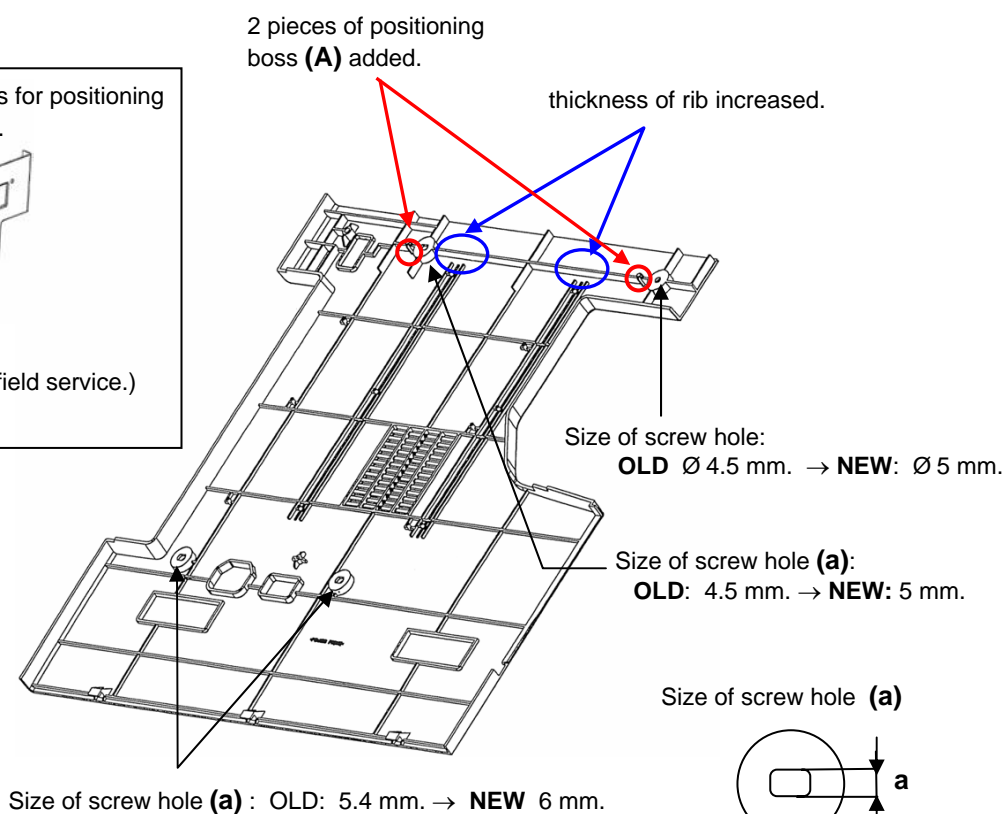 2 pieces of positioning
boss (A) added.
s for positioning
.
thickness of rib increased.
field service.)
Size of screw hole:
OLD Ø 4.5 mm. → NEW: Ø 5 mm.
Size of screw hole (a):
OLD: 4.5 mm. → NEW: 5 mm.
Size of screw hole (a)
a
Size of screw hole (a) : OLD: 5.4 mm. → NEW 6 mm.